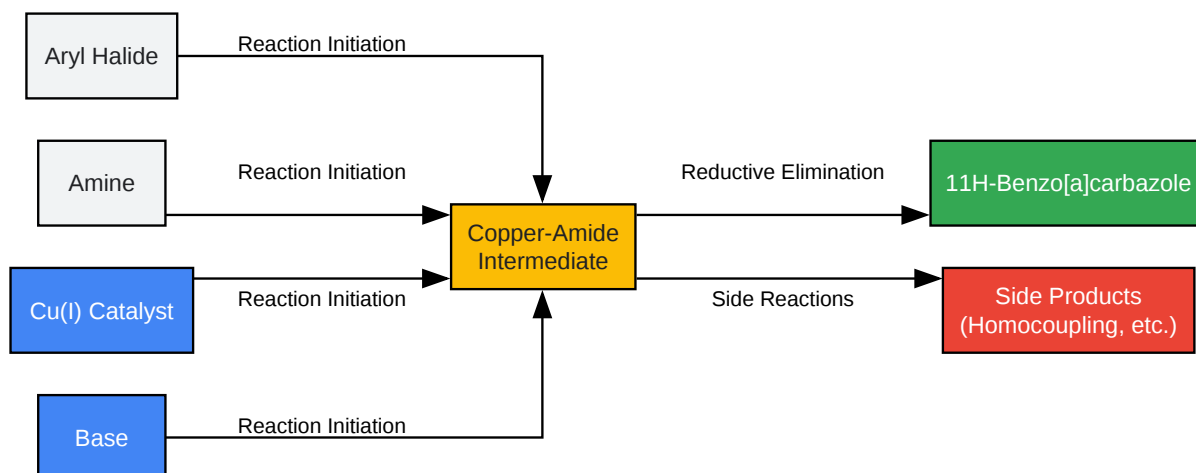 Aryl Halide
Reaction Initiation
Amine
Reaction Initiation
Cu(I) Catalyst
Reaction Initiation
Base
Reaction Initiation
Copper-Amide
Intermediate
Reductive Elimination
11H-Benzo[a]carbazole
Side Reactions
Side Products
(Homocoupling, etc.)